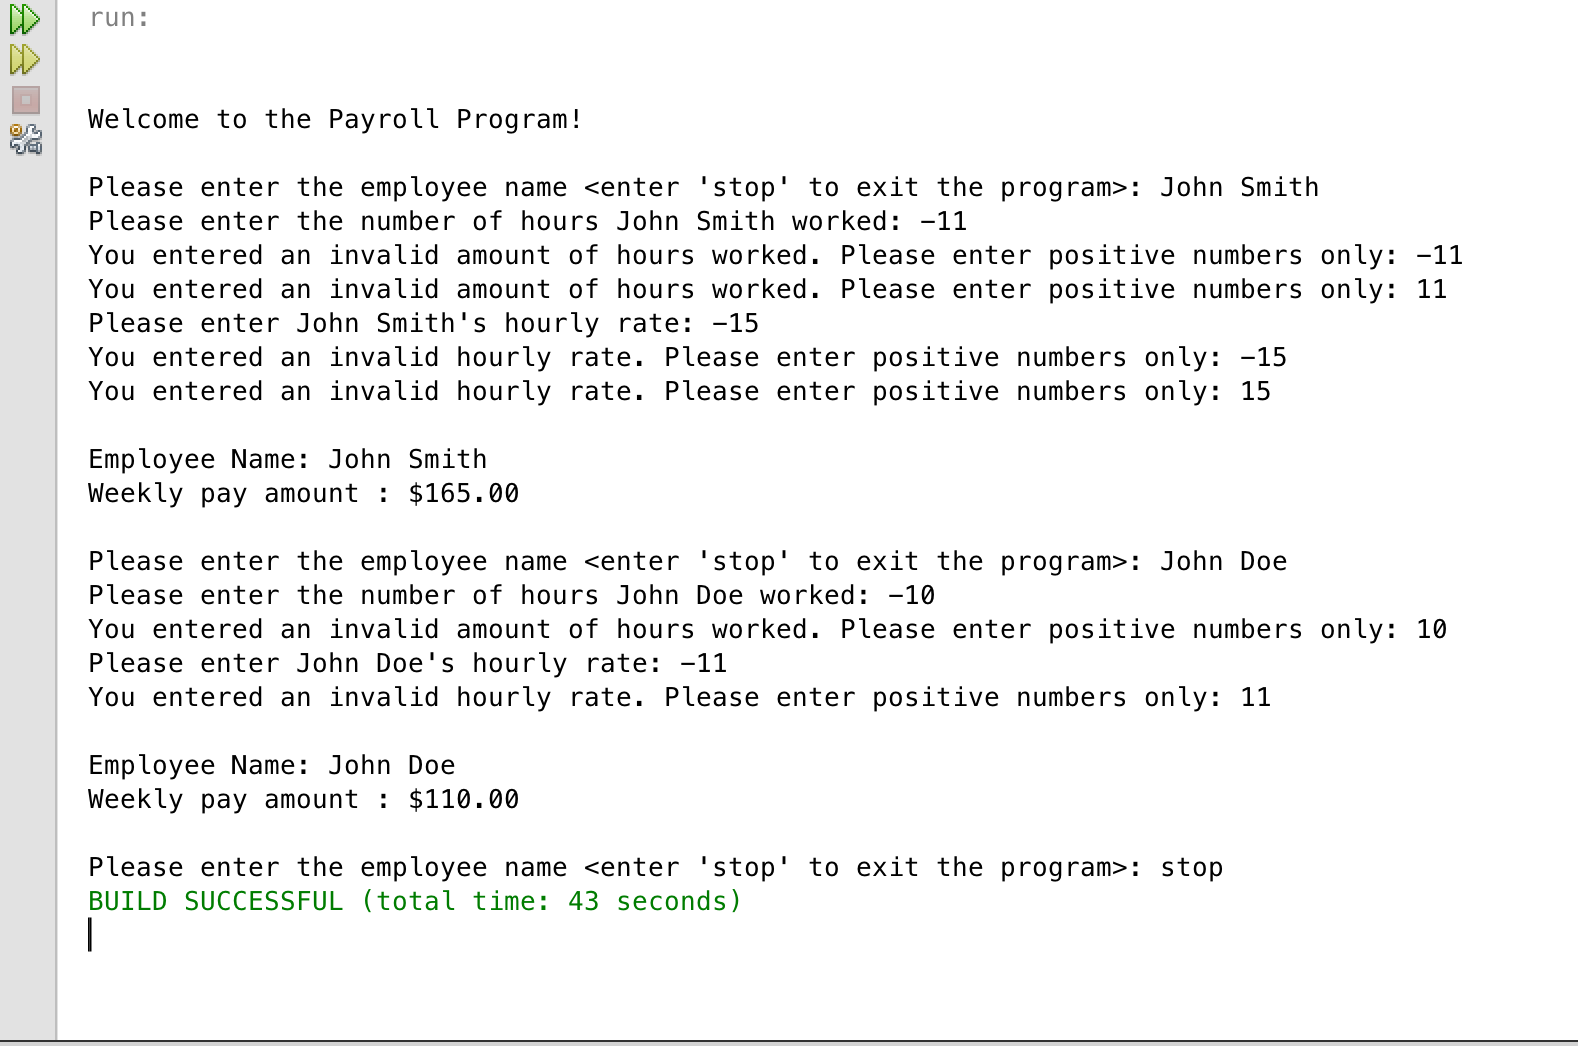 run:
Welcome to the Payroll Program!
Please enter the employee name <enter 'stop' to exit the program>: John Smith
Please enter the number of hours John Smith worked: -11
You entered an invalid amount of hours worked. Please enter positive numbers only: -11
You entered an invalid amount of hours worked. Please enter positive numbers only: 11
Please enter John Smith's hourly rate: -15
You entered an invalid hourly rate. Please enter positive numbers only: -15
You entered an invalid hourly rate. Please enter positive numbers only: 15
Employee Name: John Smith
Weekly pay amount : $165.00
Please enter the employee name <enter 'stop' to exit the program>: John Doe
Please enter the number of hours John Doe worked: -10
You entered an invalid amount of hours worked. Please enter positive numbers only: 10
Please enter John Doe's hourly rate: -11
You entered an invalid hourly rate. Please enter positive numbers only: 11
Employee Name: John Doe
Weekly pay amount : $110.00
Please enter the employee name <enter 'stop' to exit the program>: stop
BUILD SUCCESSFUL (total time: 43 seconds)